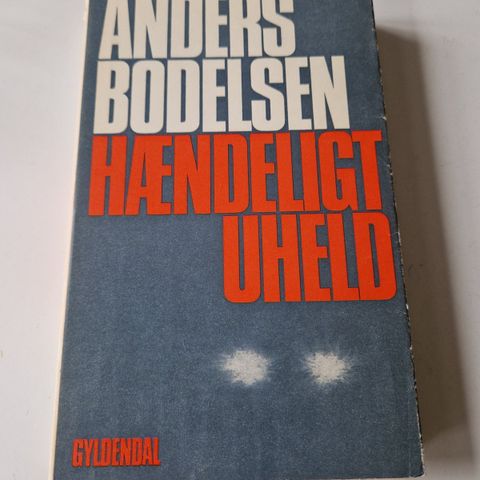 ANDERS
BODELSEN
HÆNDELIGT
UHELD
GYLDENDAL